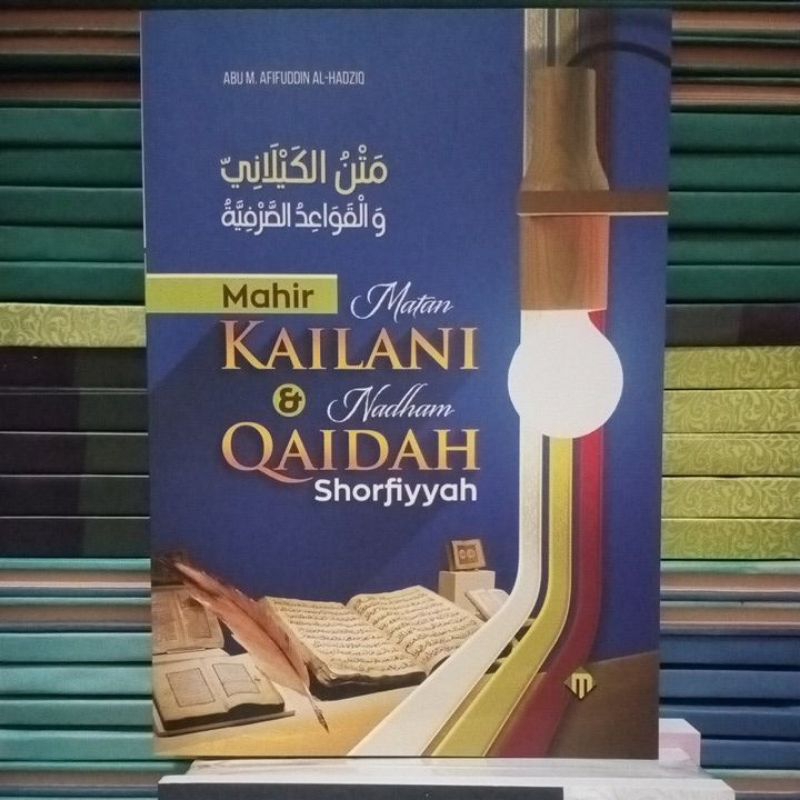 ABU M. AFIFUDDIN AL-HADZIQ
مَتْنُ الكَيْلَانِيّ
وَ الْقَوَاعِدُ الصَّرْفِيَّةُ
Mahir Matan
KAILANI
& Nadham
QAIDAH
Shorfiyyah